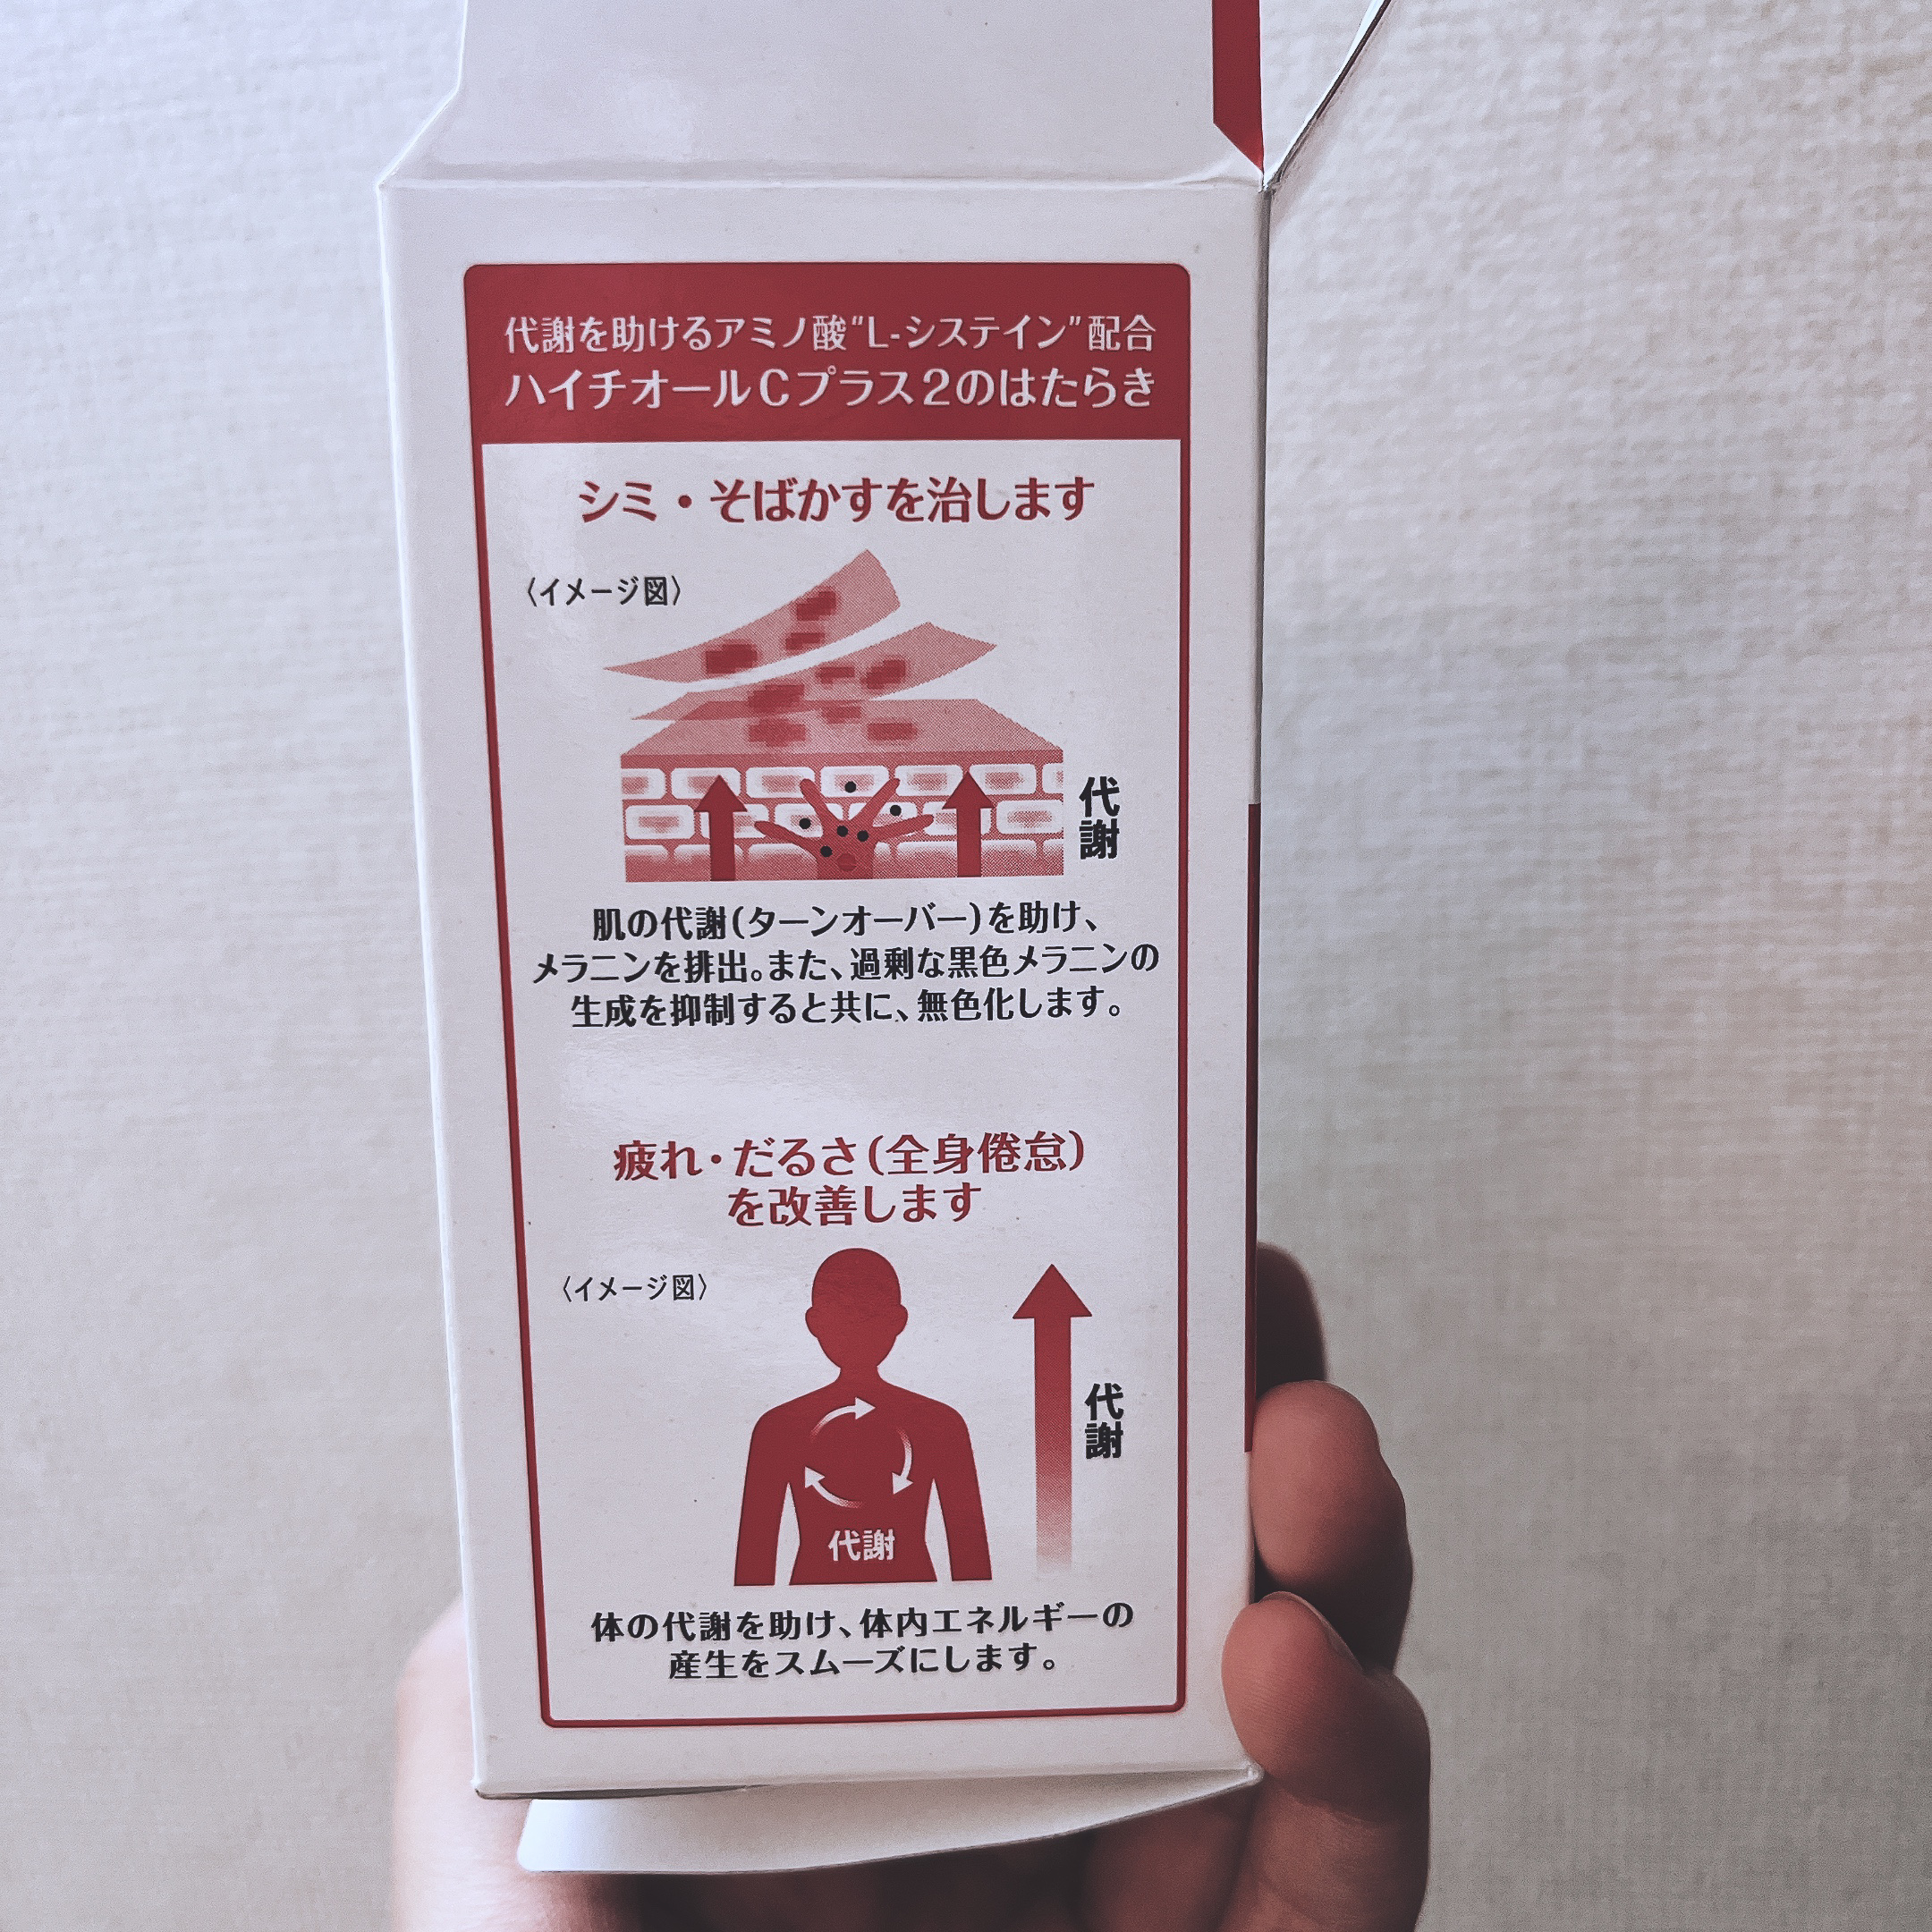 代謝を助けるアミノ酸“L-システイン”配合
ハイチオールCプラス2のはたらき
シミ・そばかすを治します
〈イメージ図〉
代謝
肌の代謝(ターンオーバー)を助け、
メラニンを排出。また、過剰な黒色メラニンの
生成を抑制すると共に、無色化します。
疲れ・だるさ(全身倦怠)
を改善します
〈イメージ図〉
代謝
代謝
体の代謝を助け、体内エネルギーの
産生をスムーズにします。